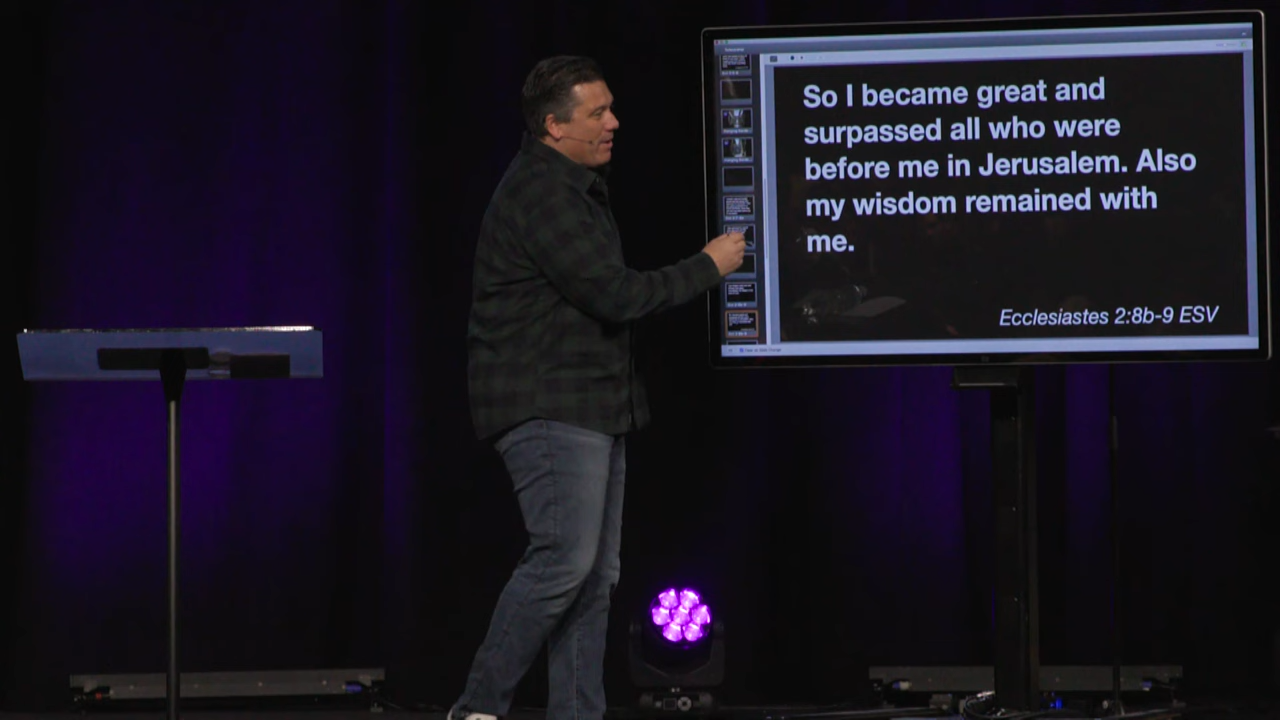 So I became great and
surpassed all who were
before me in Jerusalem. Also
my wisdom remained with
me.
Ecclesiastes 2:8b-9 ESV